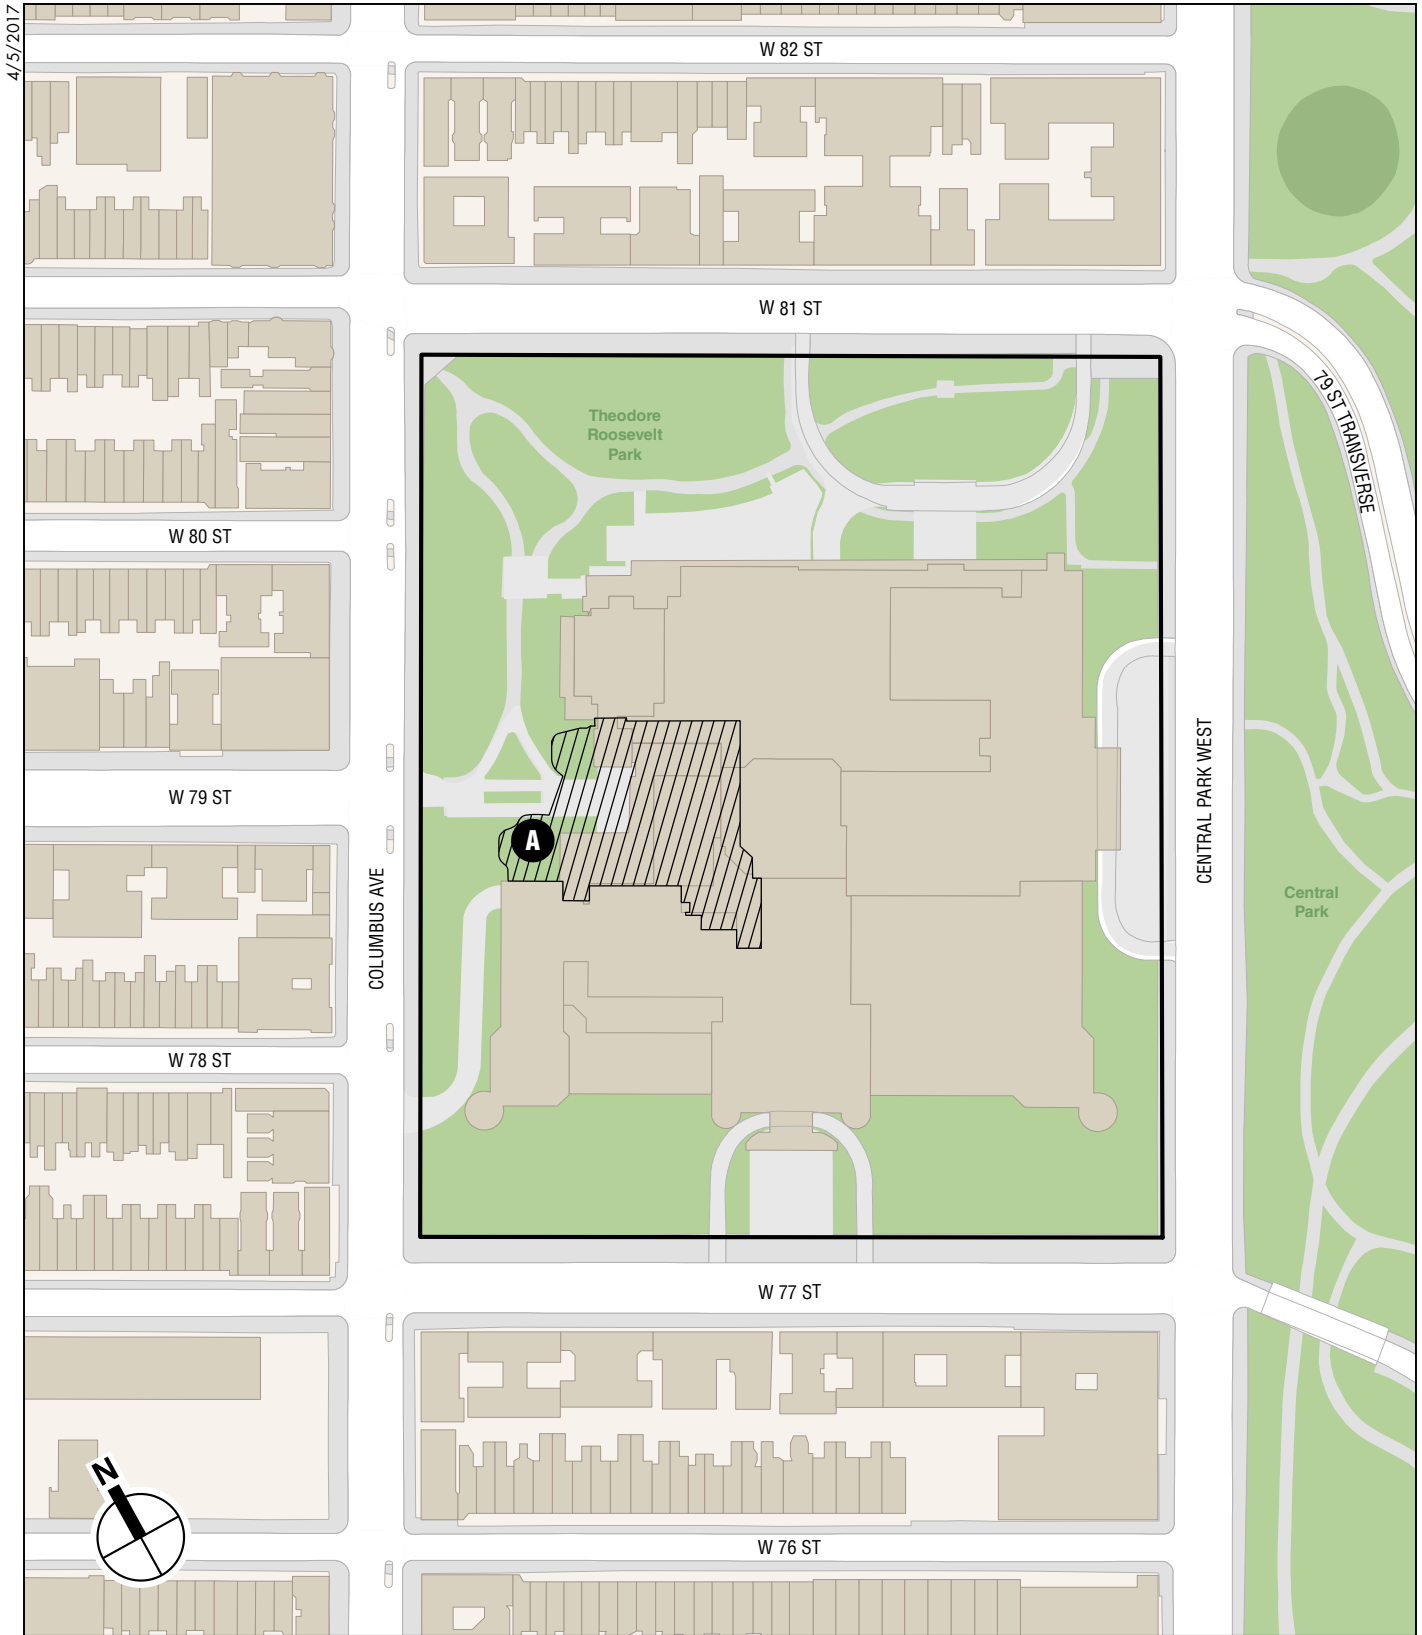 4/5/2017
W 82 ST
W 81 ST
79 ST TRANSVERSE
Theodore
Roosevelt
Park
W 80 ST
CENTRAL PARK WEST
W 79 ST
A
COLUMBUS AVE
Central
Park
W 78 ST
W 77 ST
N
W 76 ST